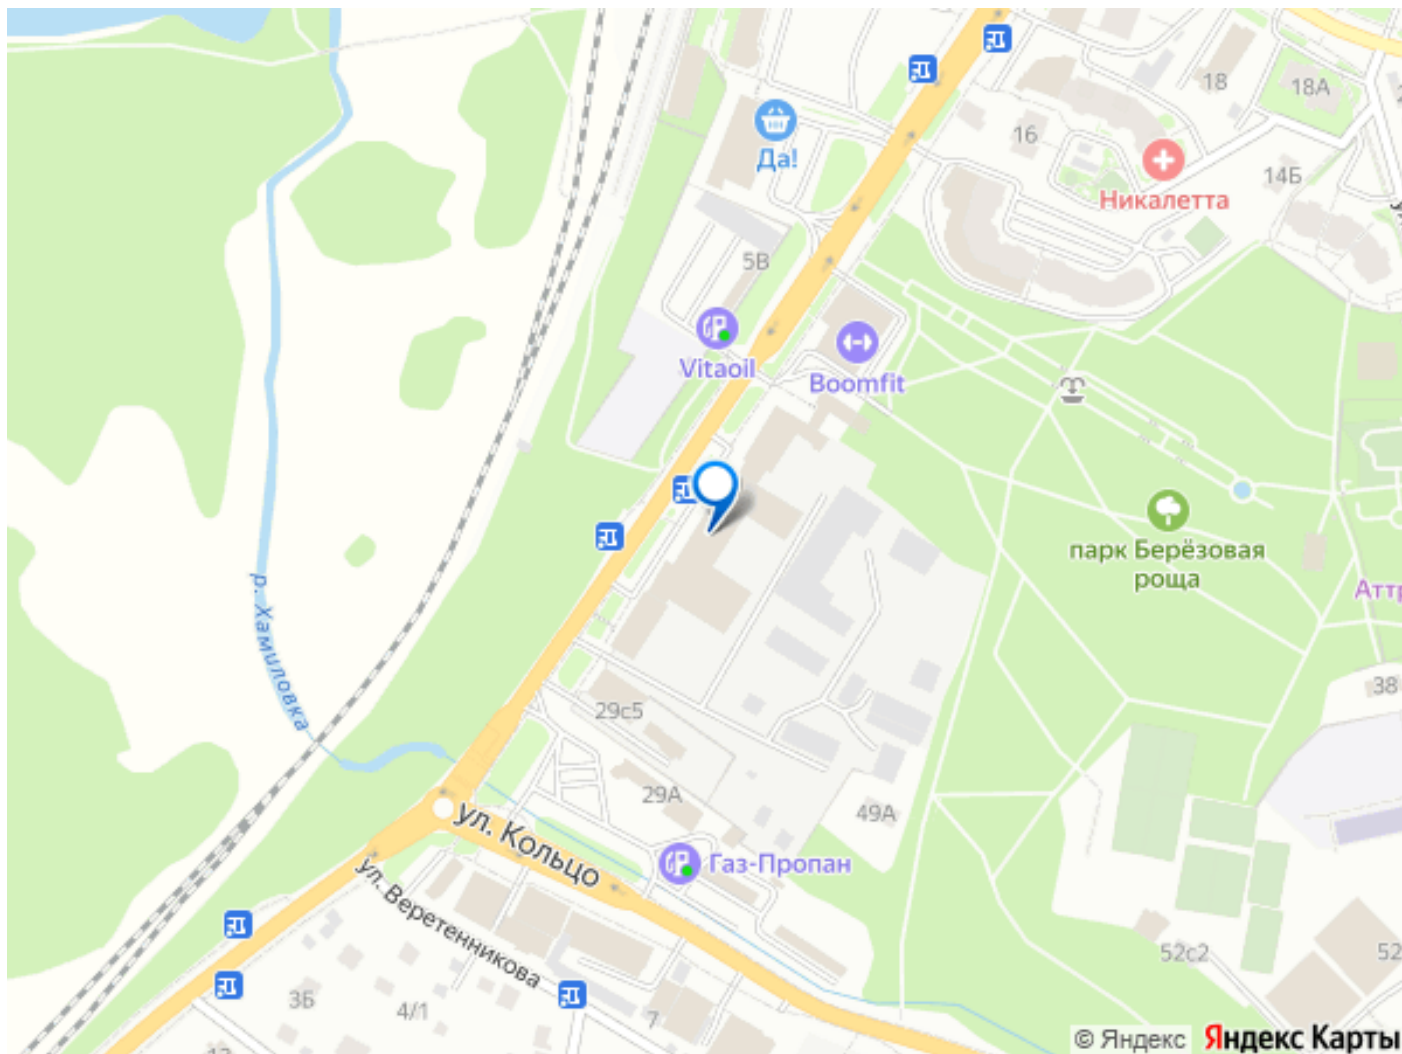 18
18А
16
Да!
14Б
Никалетта
5В
Vitaoil
Boomfit
парк Берёзовая
роща
Аттр
р. Хамиловка
38
29с5
29А
49А
ул. Кольцо
Газ-Пропан
ул. Веретенникова
52с2
52
3Б
4/1
7
© Яндекс Яндекс Карты